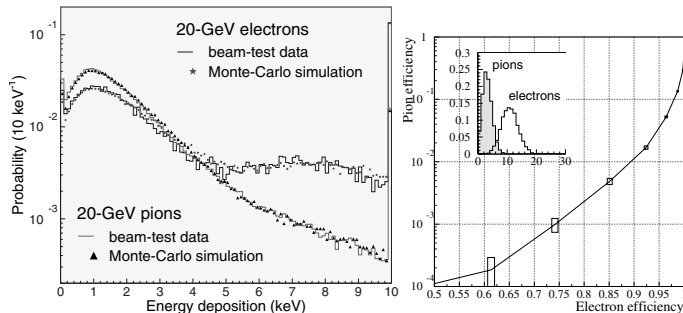 20-GeV electrons
beam-test data
Monte-Carlo simulation
20-GeV pions
beam-test data
Monte-Carlo simulation
Probability (10 keV⁻¹)
10⁻¹
10⁻²
10⁻³
0 1 2 3 4 5 6 7 8 9 10
Energy deposition (keV)
Pion efficiency
1
10⁻¹
10⁻²
10⁻³
10⁻⁴
0.5 0.55 0.6 0.65 0.7 0.75 0.8 0.85 0.9 0.95 1
Electron efficiency
0.3
0.25
0.2
0.15
0.1
0.05
0
0 10 20 30
pions
electrons